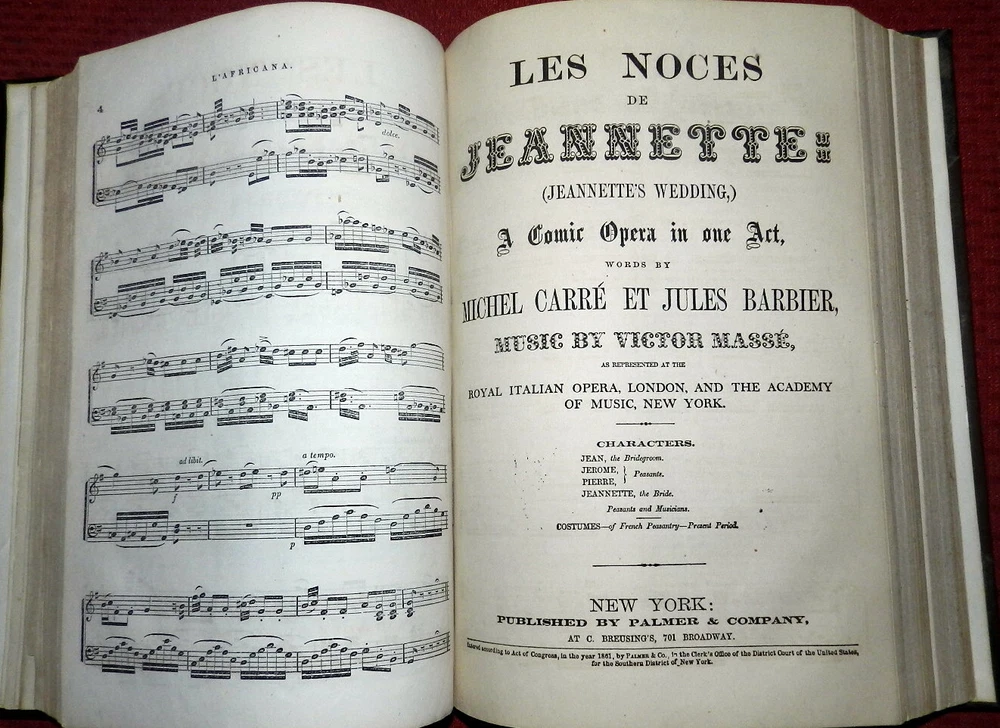 L'AFRICANA.
4
dolce.
ad libit.
a tempo.
f
pp
p
LES NOCES
DE
JEANNETTE:
(JEANNETTE'S WEDDING,)
A Comic Opera in one Act,
WORDS BY
MICHEL CARRÉ ET JULES BARBIER,
MUSIC BY VICTOR MASSÉ,
AS REPRESENTED AT THE
ROYAL ITALIAN OPERA, LONDON, AND THE ACADEMY
OF MUSIC, NEW YORK.
CHARACTERS.
JEAN, the Bridegroom.
JEROME, } Peasants.
PIERRE,
JEANNETTE, the Bride.
Peasants and Musicians.
COSTUMES—of French Peasantry—Present Period.
NEW YORK:
PUBLISHED BY PALMER & COMPANY,
AT C. BREUSING'S, 701 BROADWAY.
Entered according to Act of Congress, in the year 1861, by PALMER & Co., in the Clerk's Office of the District Court of the United States,
for the Southern District of New York.